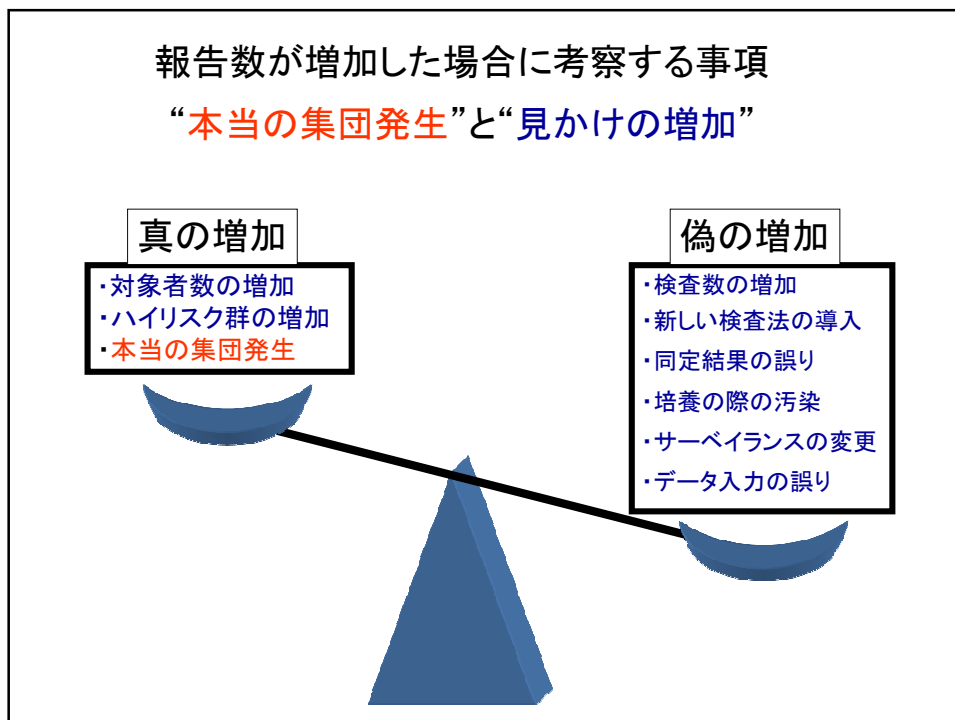 報告数が増加した場合に考察する事項
“本当の集団発生”と“見かけの増加”
真の増加
・対象者数の増加
・ハイリスク群の増加
・本当の集団発生
偽の増加
・検査数の増加
・新しい検査法の導入
・同定結果の誤り
・培養の際の汚染
・サーベイランスの変更
・データ入力の誤り